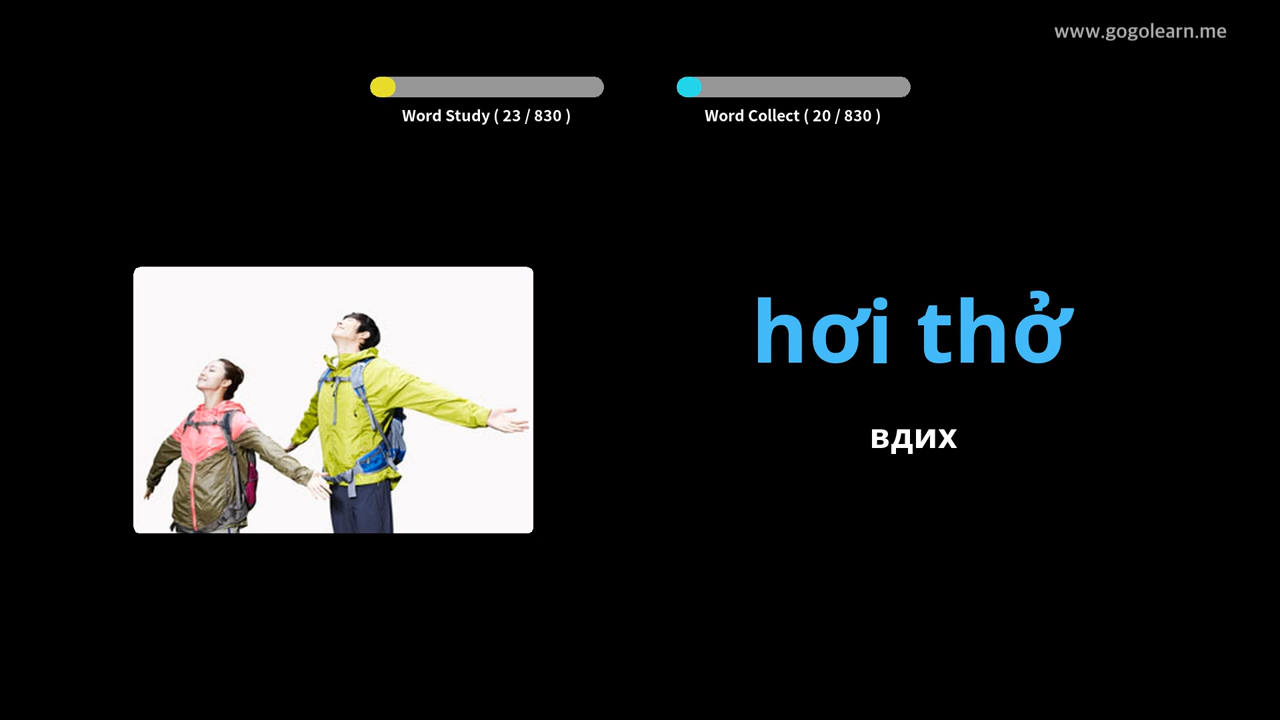 www.gogolearn.me
Word Study ( 23 / 830 )
Word Collect ( 20 / 830 )
hơi thở
вдих